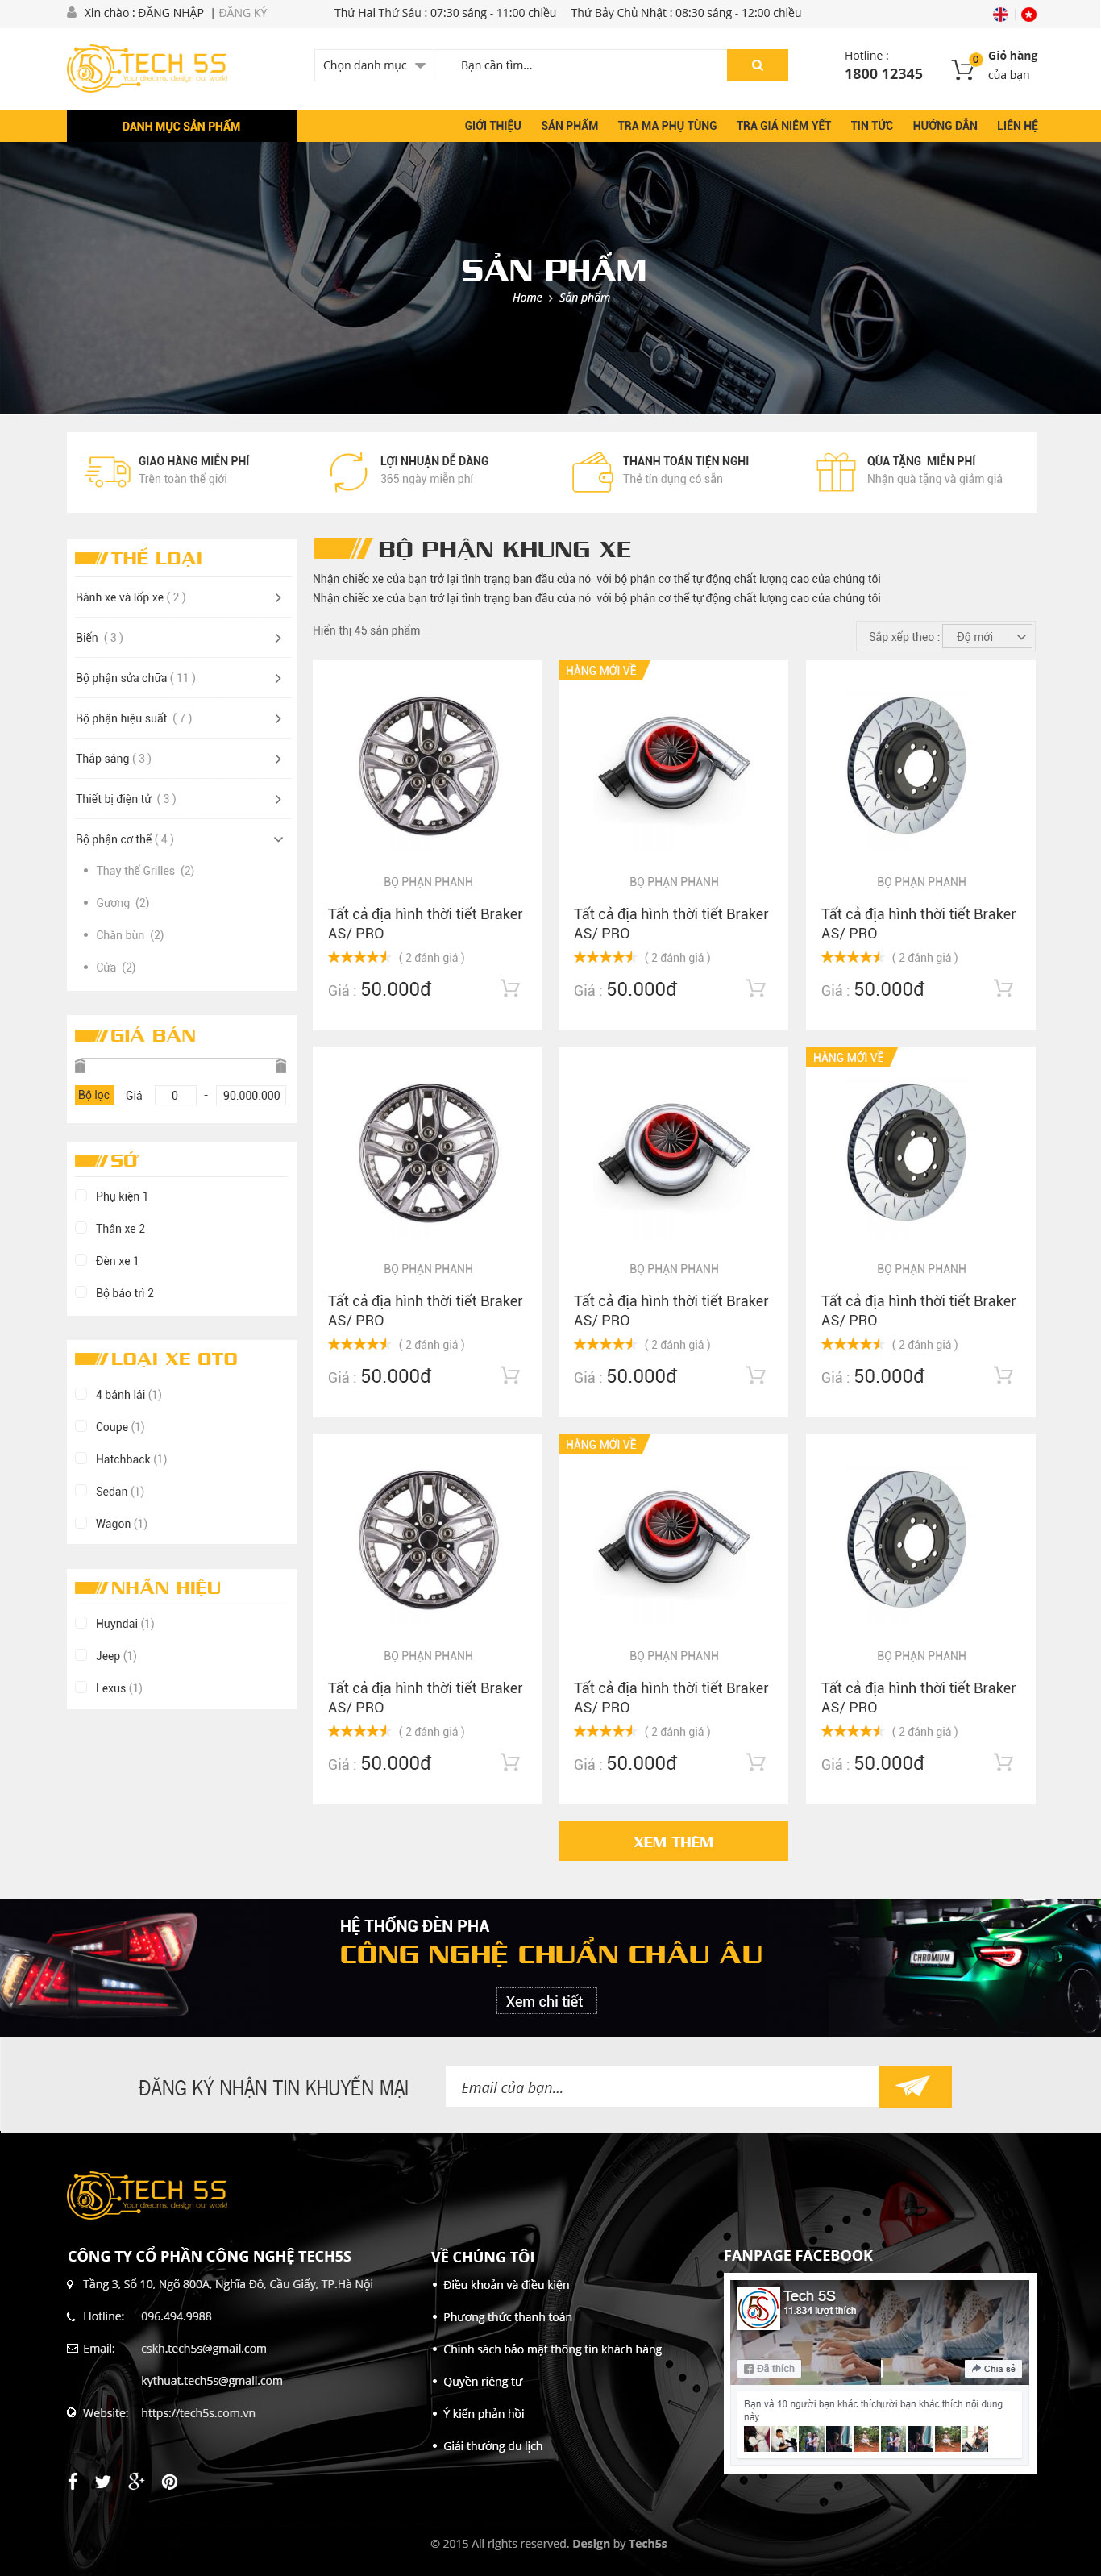 Xin chào : ĐĂNG NHẬP | ĐĂNG KÝ
Thứ Hai Thứ Sáu : 07:30 sáng - 11:00 chiều
Thứ Bảy Chủ Nhật : 08:30 sáng - 12:00 chiều
TECH 5S
Your dreams, design our work
Chọn danh mục
Bạn cần tìm...
Hotline :
1800 12345
0
Giỏ hàng
của bạn
DANH MỤC SẢN PHẨM
GIỚI THIỆU
SẢN PHẨM
TRA MÃ PHỤ TÙNG
TRA GIÁ NIÊM YẾT
TIN TỨC
HƯỚNG DẪN
LIÊN HỆ
SẢN PHẨM
Home > Sản phẩm
GIAO HÀNG MIỄN PHÍ
Trên toàn thế giới
LỢI NHUẬN DỄ DÀNG
365 ngày miễn phí
THANH TOÁN TIỆN NGHI
Thẻ tín dụng có sẵn
QÙA TẶNG MIỄN PHÍ
Nhận quà tặng và giảm giá
THỂ LOẠI
Bánh xe và lốp xe ( 2 )
Biến ( 3 )
Bộ phận sửa chữa ( 11 )
Bộ phận hiệu suất ( 7 )
Thắp sáng ( 3 )
Thiết bị điện tử ( 3 )
Bộ phận cơ thể ( 4 )
Thay thế Grilles (2)
Gương (2)
Chắn bùn (2)
Cửa (2)
GIÁ BÁN
Bộ lọc
Giá
0
-
90.000.000
SỞ
Phụ kiện 1
Thân xe 2
Đèn xe 1
Bộ bảo trì 2
LOẠI XE OTO
4 bánh lái (1)
Coupe (1)
Hatchback (1)
Sedan (1)
Wagon (1)
NHÃN HIỆU
Huyndai (1)
Jeep (1)
Lexus (1)
BỘ PHẬN KHUNG XE
Nhận chiếc xe của bạn trở lại tình trạng ban đầu của nó với bộ phận cơ thể tự động chất lượng cao của chúng tôi
Nhận chiếc xe của bạn trở lại tình trạng ban đầu của nó với bộ phận cơ thể tự động chất lượng cao của chúng tôi
Hiển thị 45 sản phẩm
Sắp xếp theo :
Độ mới
BỘ PHẬN PHANH
Tất cả địa hình thời tiết Braker
AS/ PRO
( 2 đánh giá )
Giá : 50.000đ
HÀNG MỚI VỀ
BỘ PHẬN PHANH
Tất cả địa hình thời tiết Braker
AS/ PRO
( 2 đánh giá )
Giá : 50.000đ
BỘ PHẬN PHANH
Tất cả địa hình thời tiết Braker
AS/ PRO
( 2 đánh giá )
Giá : 50.000đ
BỘ PHẬN PHANH
Tất cả địa hình thời tiết Braker
AS/ PRO
( 2 đánh giá )
Giá : 50.000đ
BỘ PHẬN PHANH
Tất cả địa hình thời tiết Braker
AS/ PRO
( 2 đánh giá )
Giá : 50.000đ
HÀNG MỚI VỀ
BỘ PHẬN PHANH
Tất cả địa hình thời tiết Braker
AS/ PRO
( 2 đánh giá )
Giá : 50.000đ
BỘ PHẬN PHANH
Tất cả địa hình thời tiết Braker
AS/ PRO
( 2 đánh giá )
Giá : 50.000đ
HÀNG MỚI VỀ
BỘ PHẬN PHANH
Tất cả địa hình thời tiết Braker
AS/ PRO
( 2 đánh giá )
Giá : 50.000đ
BỘ PHẬN PHANH
Tất cả địa hình thời tiết Braker
AS/ PRO
( 2 đánh giá )
Giá : 50.000đ
XEM THÊM
HỆ THỐNG ĐÈN PHA
CÔNG NGHỆ CHUẨN CHÂU ÂU
Xem chi tiết
CHROMIUM
ĐĂNG KÝ NHẬN TIN KHUYẾN MẠI
Email của bạn...
TECH 5S
Your dreams, design our work
CÔNG TY CỔ PHẦN CÔNG NGHỆ TECH5S
Tầng 3, Số 10, Ngõ 800A, Nghĩa Đô, Cầu Giấy, TP.Hà Nội
Hotline: 096.494.9988
Email: cskh.tech5s@gmail.com
kythuat.tech5s@gmail.com
Website: https://tech5s.com.vn
VỀ CHÚNG TÔI
Điều khoản và điều kiện
Phương thức thanh toán
Chính sách bảo mật thông tin khách hàng
Quyền riêng tư
Ý kiến phản hồi
Giải thưởng du lịch
FANPAGE FACEBOOK
5S
Tech 5S
11.834 lượt thích
Đã thích
Chia sẻ
Bạn và 10 người bạn khác thíchười bạn khác thích nội dung
này
© 2015 All rights reserved. Design by Tech5s